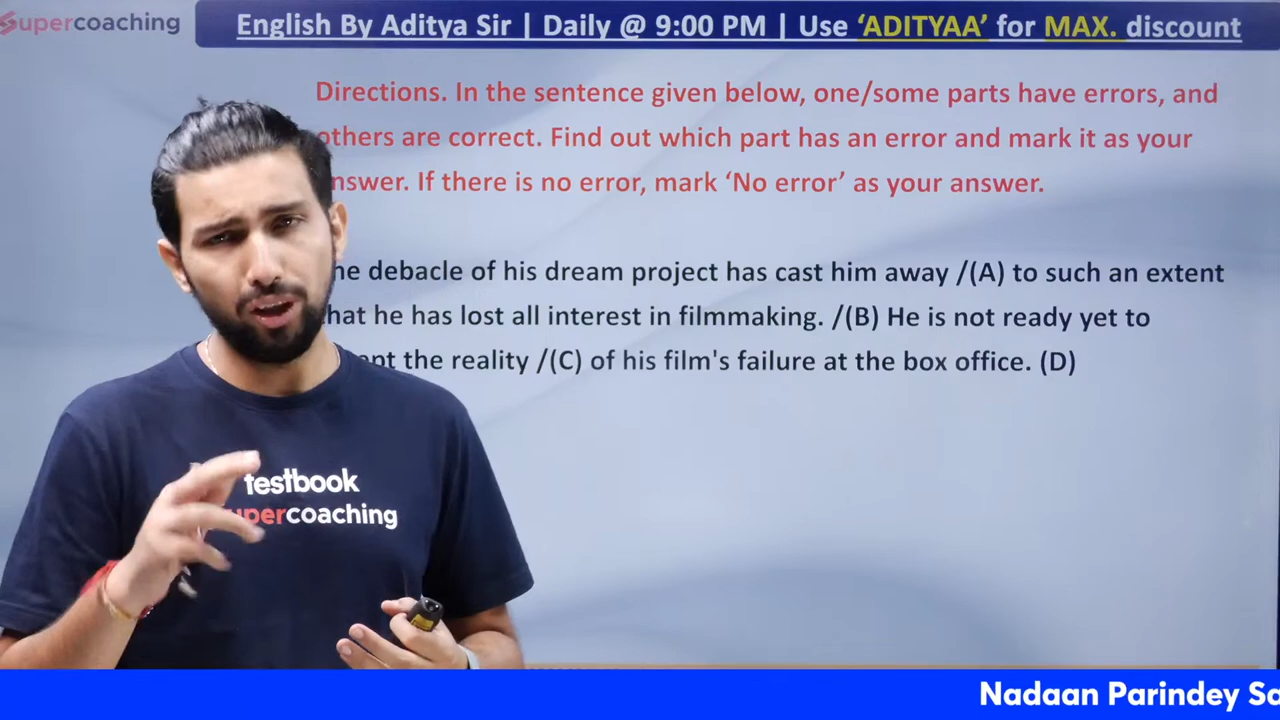 Supercoaching
English By Aditya Sir | Daily @ 9:00 PM | Use ‘ADITYAA’ for MAX. discount
Directions. In the sentence given below, one/some parts have errors, and
others are correct. Find out which part has an error and mark it as your
nswer. If there is no error, mark ‘No error’ as your answer.
he debacle of his dream project has cast him away /(A) to such an extent
that he has lost all interest in filmmaking. /(B) He is not ready yet to
the reality /(C) of his film's failure at the box office. (D)
testbook
supercoaching
Nadaan Parindey